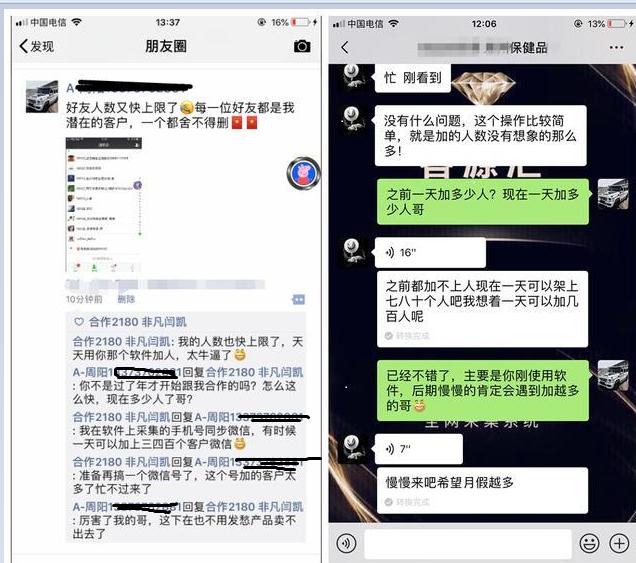 中国电信
13:37
16%
发现
朋友圈
A-
好友人数又快上限了每一位好友都是我
潜在的客户，一个都舍不得删
10分钟前 删除
合作2180 非凡闫凯
合作2180 非凡闫凯: 我的人数也快上限了，天
天用你那个软件加人，太牛逼了
A-周阳回复合作2180 非凡闫凯
: 你不是过了年才开始跟我合作的吗？怎么这
么快，现在多少人了哥？
合作2180 非凡闫凯回复A-周阳
: 我在软件上采集的手机号同步微信，有时候
一天可以加上三四百个客户微信
合作2180 非凡闫凯回复A-周阳
: 准备再搞一个微信号了，这个号加的客户太
多了忙不过来了
A-周阳回复合作2180 非凡闫凯
: 厉害了我的哥，这下在也不用发愁产品卖不
出去了
中国电信
12:06
13%
保健品
忙 刚看到
没有什么问题，这个操作比较简
单，就是加的人数没有想象的那么
多！
之前一天加多少人？现在一天加多
少人哥
16"
之前都加不上人现在一天可以架上
七八十个人吧我想着一天可以加几
百人呢
转换完成
已经不错了，主要是你刚使用软
件，后期慢慢的肯定会遇到加越多
的哥
7"
慢慢来吧希望月假越多
转换完成